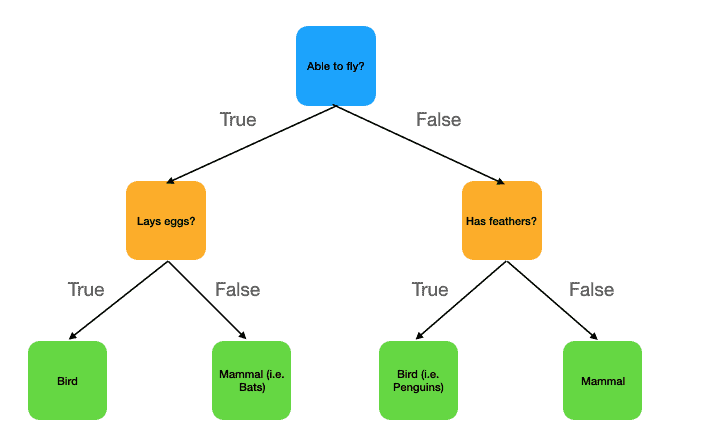 Able to fly?
True
False
Lays eggs?
Has feathers?
True
False
True
False
Bird
Mammal (i.e.
Bats)
Bird (i.e.
Penguins)
Mammal